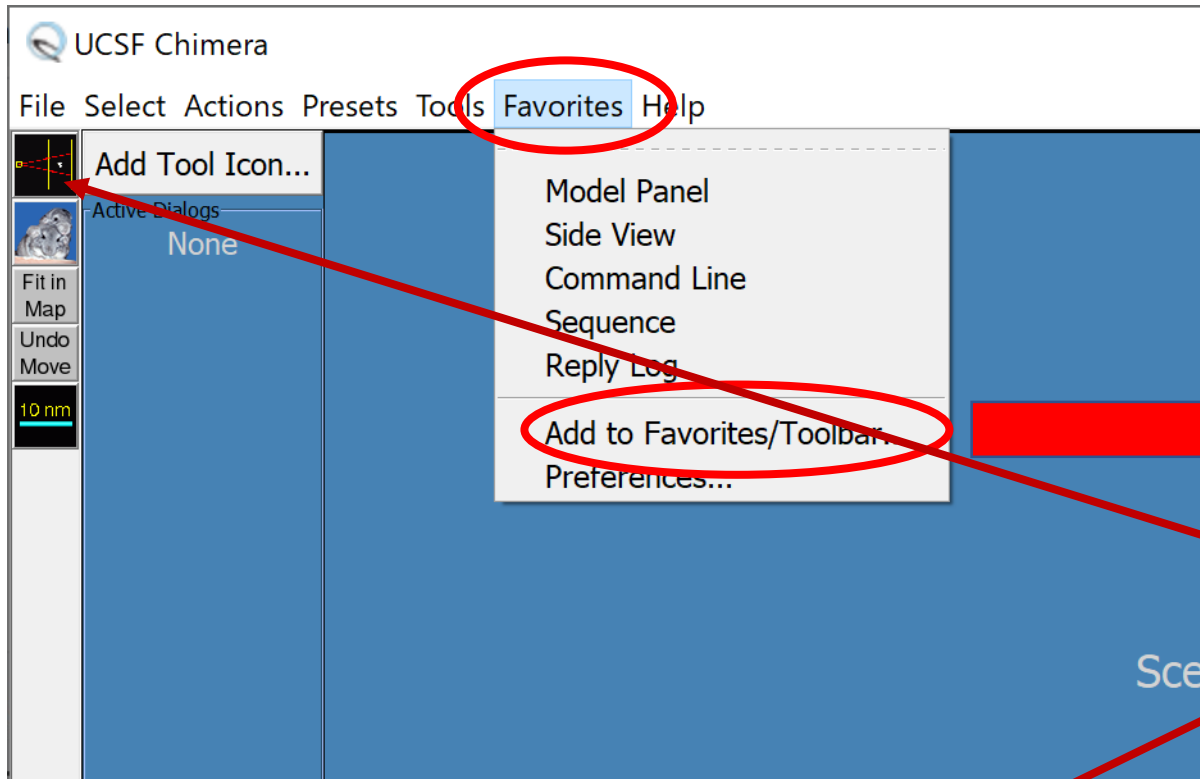 UCSF Chimera
File Select Actions Presets Tools Favorites Help
Add Tool Icon...
Active Dialogs
None
Fit in
Map
Undo
Move
10 nm
Model Panel
Side View
Command Line
Sequence
Reply Log
Add to Favorites/Toolbar...
Preferences...
Sce